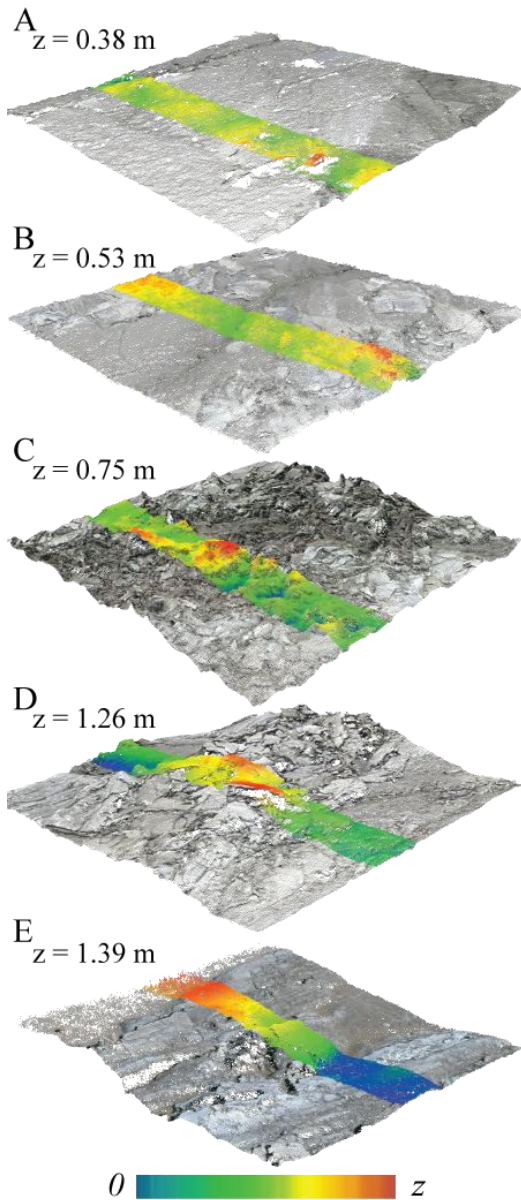 A
z = 0.38 m
B
z = 0.53 m
C
z = 0.75 m
D
z = 1.26 m
E
z = 1.39 m
0 z